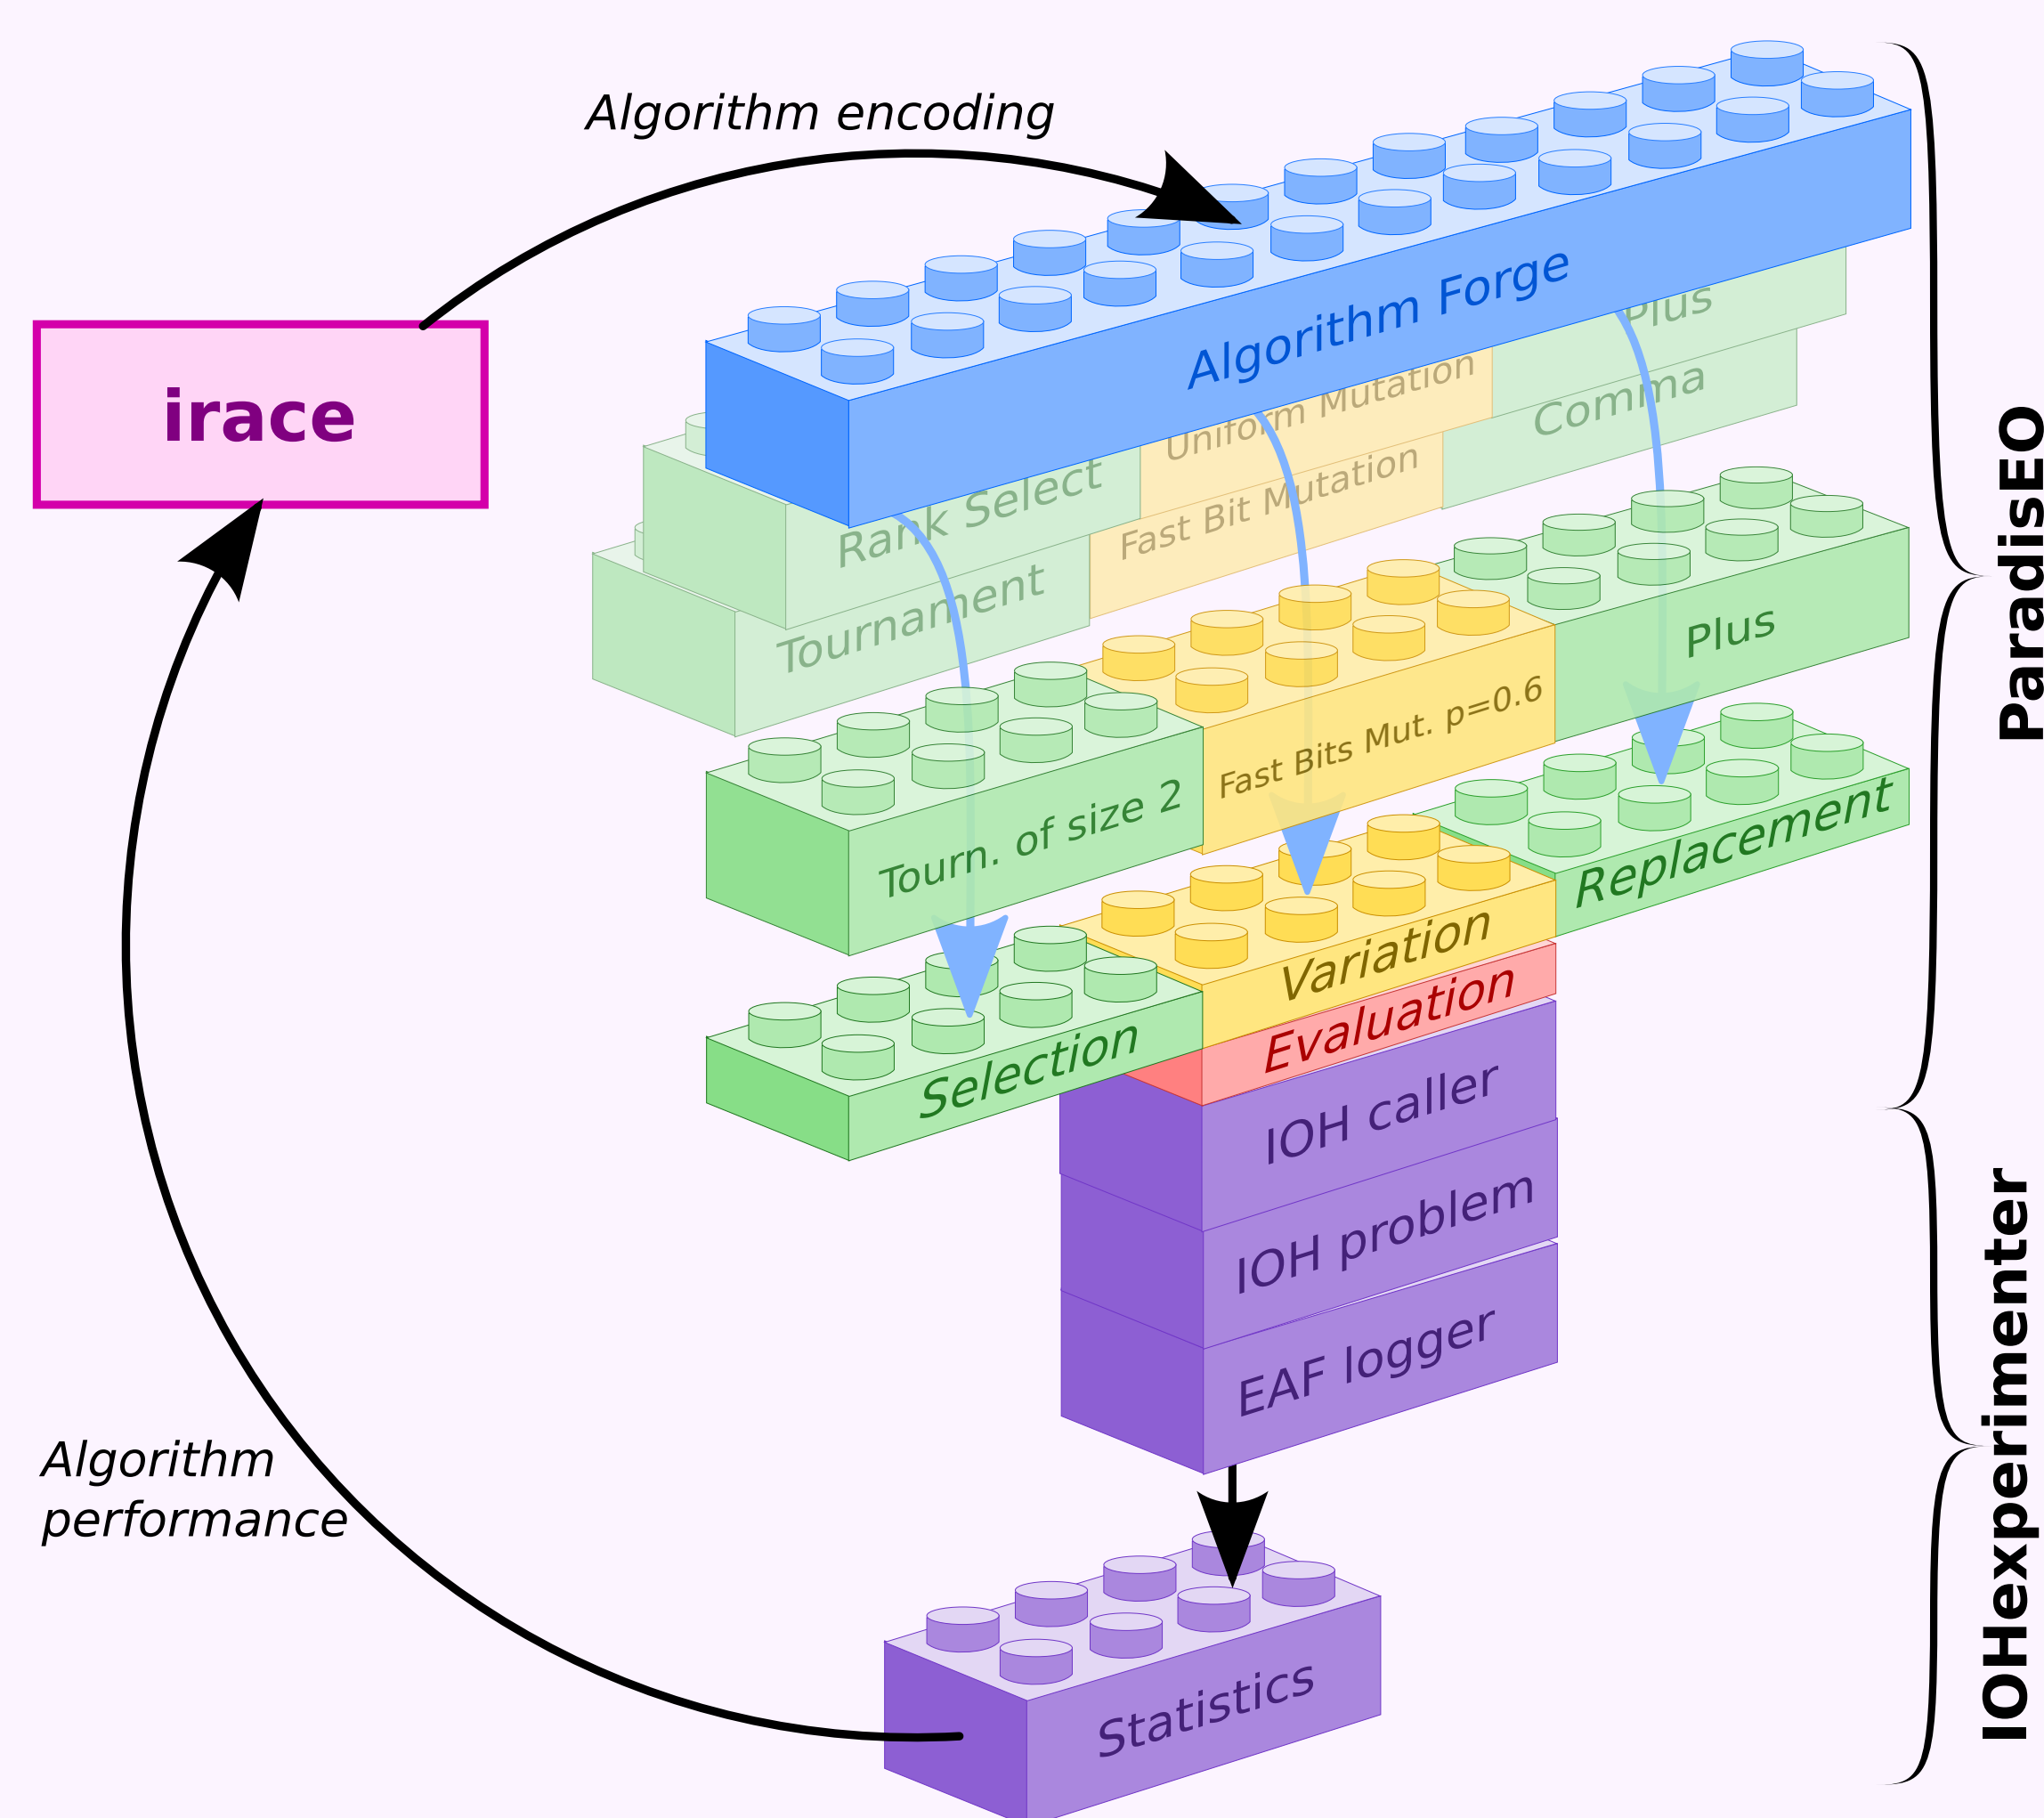 Algorithm encoding
irace
Algorithm Forge
Plus
Uniform Mutation
Comma
Rank Select
Fast Bit Mutation
Tournament
Plus
Fast Bits Mut. p=0.6
Tourn. of size 2
Replacement
Variation
Evaluation
Selection
IOH caller
IOH problem
EAF logger
Algorithm
performance
Statistics
ParadisEO
IOHexperimenter